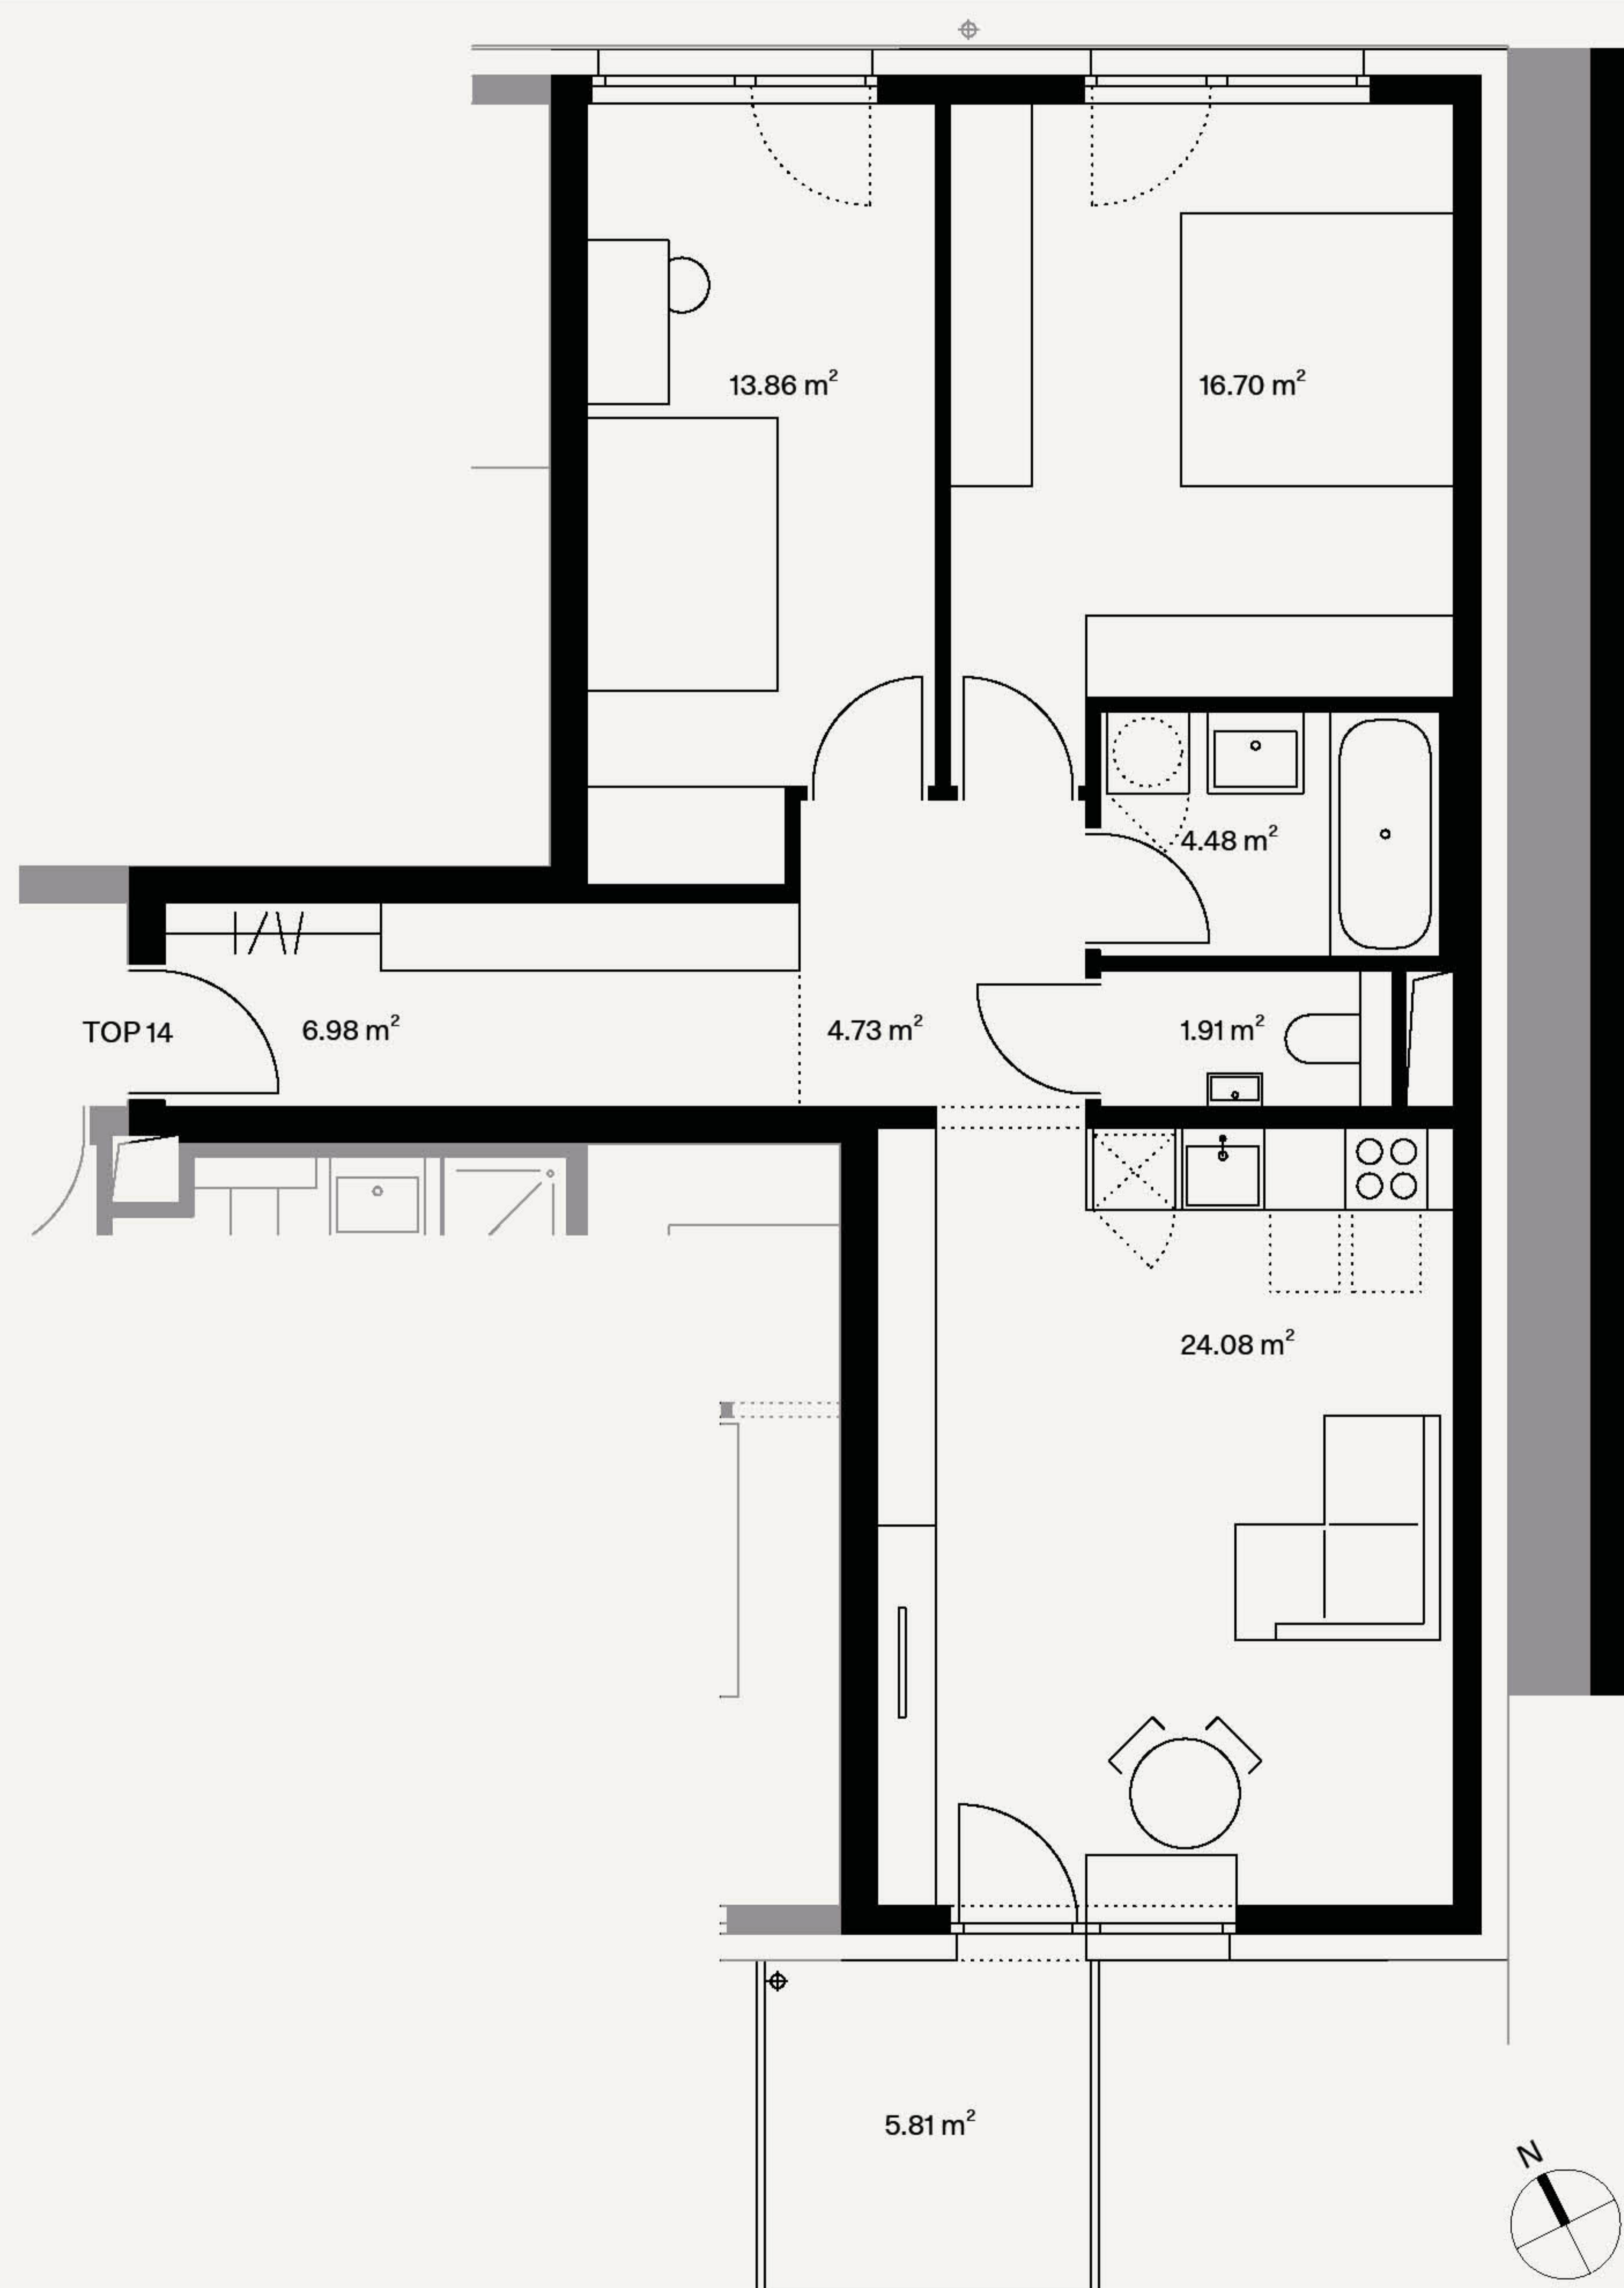 13.86 m²
16.70 m²
4.48 m²
TOP 14
6.98 m²
4.73 m²
1.91 m²
24.08 m²
5.81 m²
N